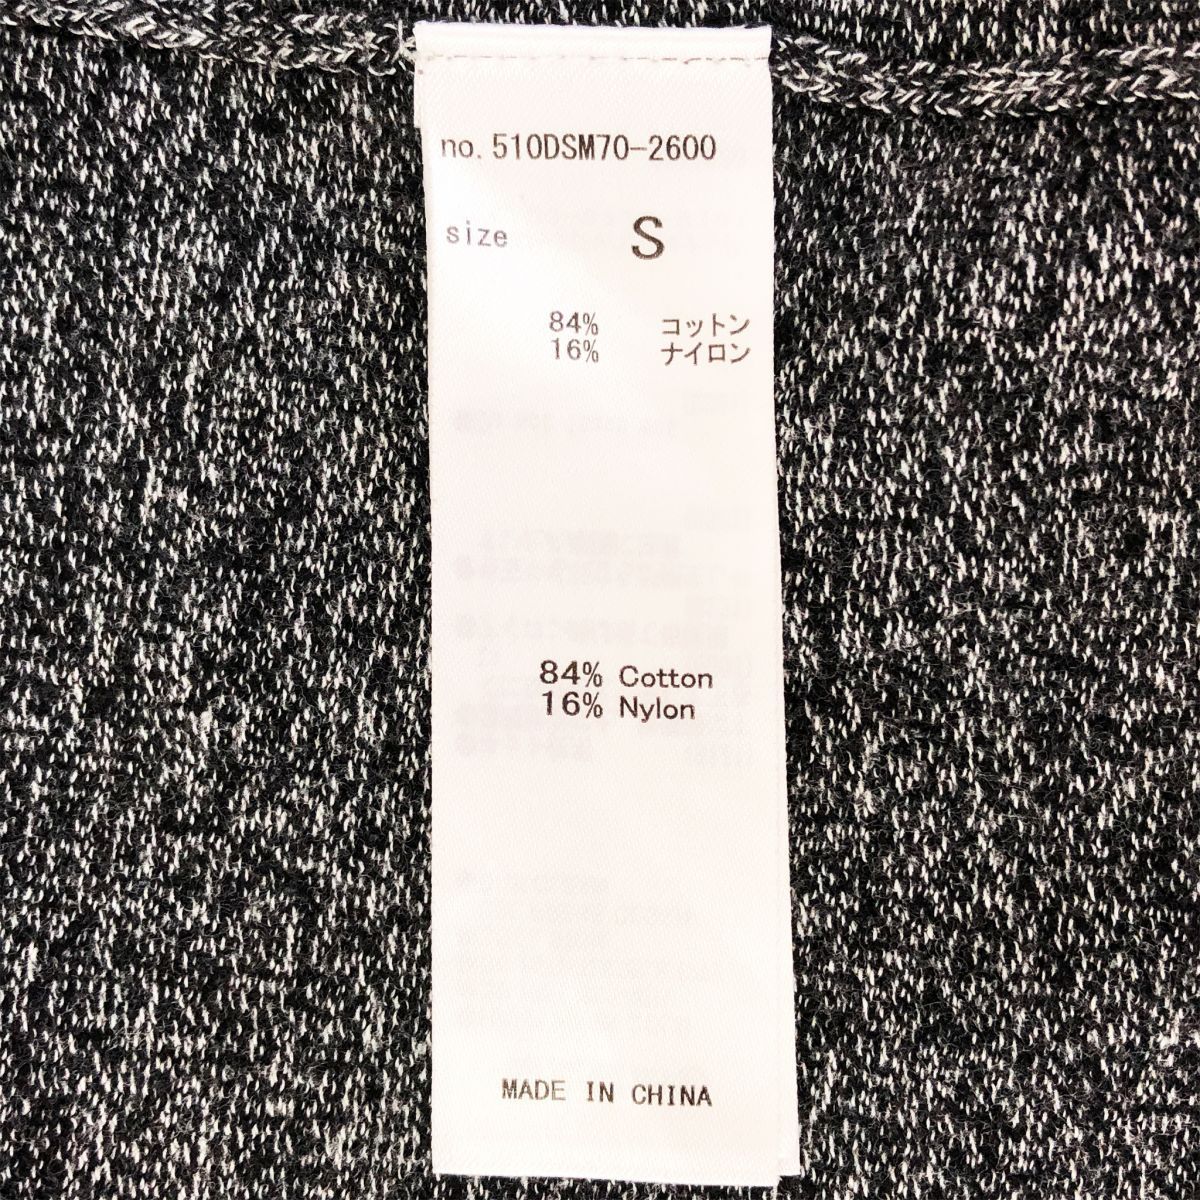 no. 510DSM70-2600
size S
84% コットン
16% ナイロン
84% Cotton
16% Nylon
MADE IN CHINA